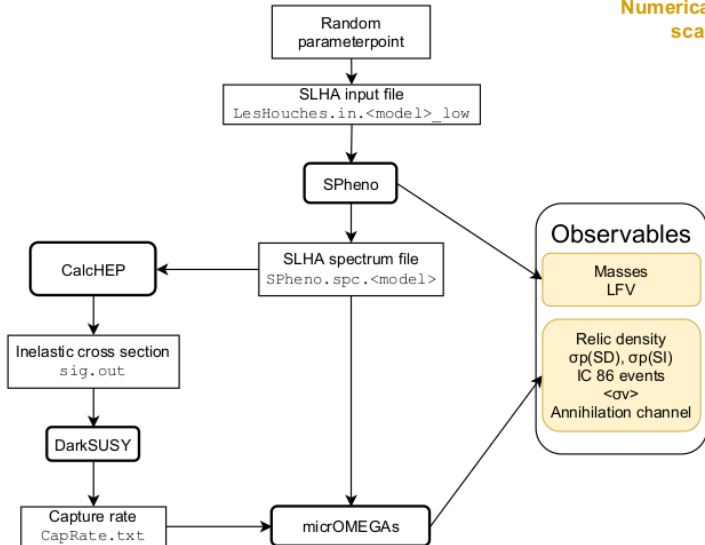 Numerica
sca
Random
parameterpoint
SLHA input file
LesHouches.in.<model>_low
SPheno
SLHA spectrum file
SPheno.spc.<model>
CalcHEP
Inelastic cross section
sig.out
DarkSUSY
Capture rate
CapRate.txt
micrOMEGAs
Observables
Masses
LFV
Relic density
σp(SD), σp(SI)
IC 86 events
<σv>
Annihilation channel